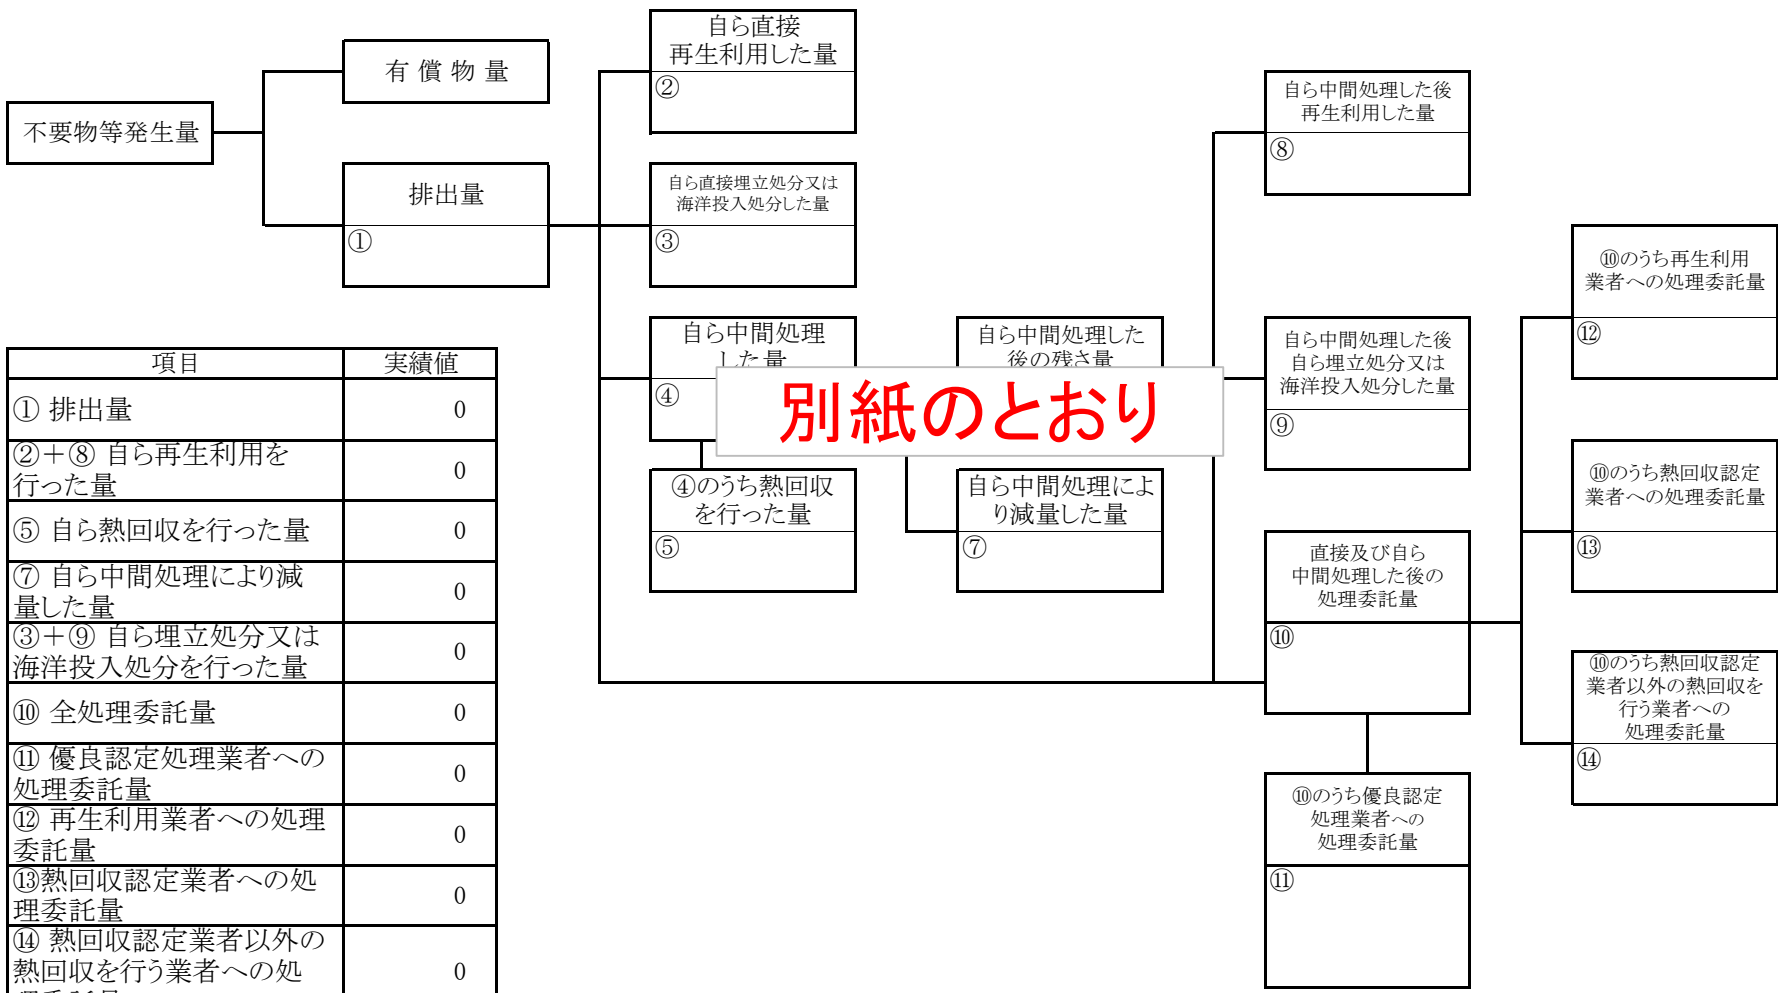 不要物等発生量
有 償 物 量
排出量
①
自ら直接
再生利用した量
②
自ら直接埋立処分又は
海洋投入処分した量
③
自ら中間処理
した量
④
④のうち熱回収
を行った量
⑤
自ら中間処理した
後の残さ量
別紙のとおり
自ら中間処理によ
り減量した量
⑦
自ら中間処理した後
再生利用した量
⑧
自ら中間処理した後
自ら埋立処分又は
海洋投入処分した量
⑨
直接及び自ら
中間処理した後の
処理委託量
⑩
⑩のうち優良認定
処理業者への
処理委託量
⑪
⑩のうち再生利用
業者への処理委託量
⑫
⑩のうち熱回収認定
業者への処理委託量
⑬
⑩のうち熱回収認定
業者以外の熱回収を
行う業者への
処理委託量
⑭
項目 実績値
① 排出量 0
②＋⑧ 自ら再生利用を
行った量 0
⑤ 自ら熱回収を行った量 0
⑦ 自ら中間処理により減
量した量 0
③＋⑨ 自ら埋立処分又は
海洋投入処分を行った量 0
⑩ 全処理委託量 0
⑪ 優良認定処理業者への
処理委託量 0
⑫ 再生利用業者への処理
委託量 0
⑬熱回収認定業者への処
理委託量 0
⑭ 熱回収認定業者以外の
熱回収を行う業者への処 0